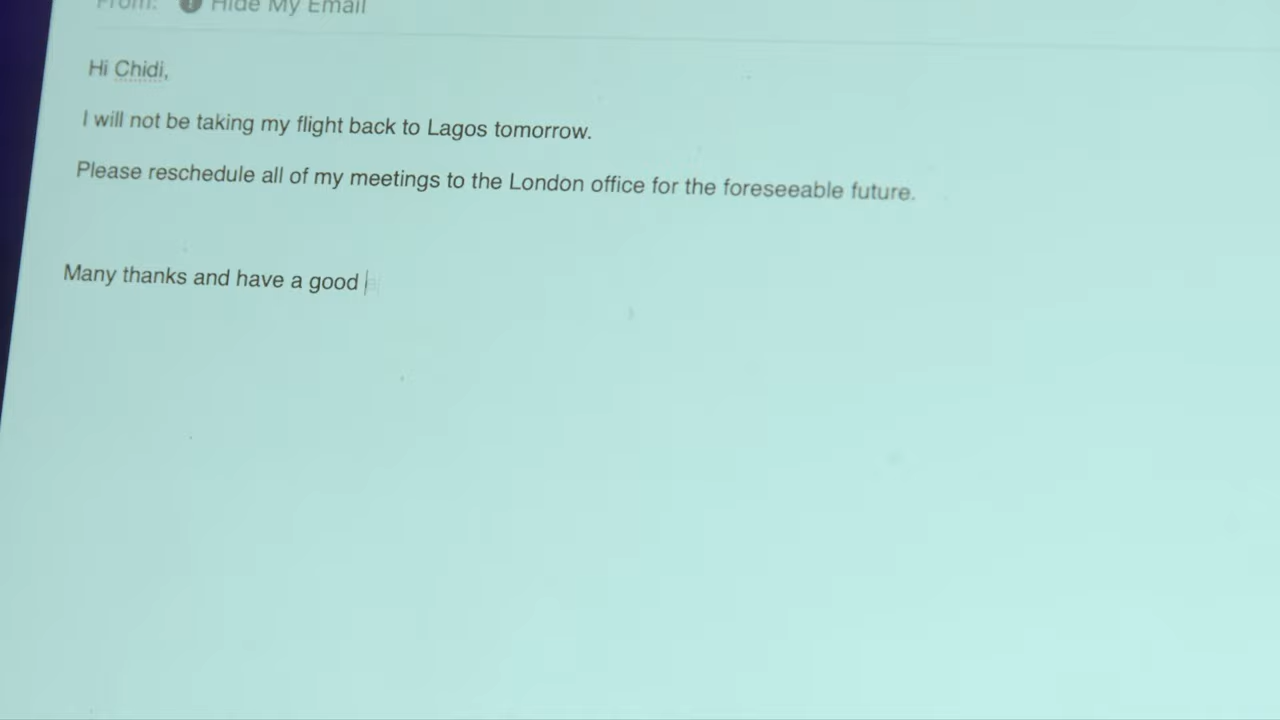 From: Hide My Email
Hi Chidi,
I will not be taking my flight back to Lagos tomorrow.
Please reschedule all of my meetings to the London office for the foreseeable future.
Many thanks and have a good